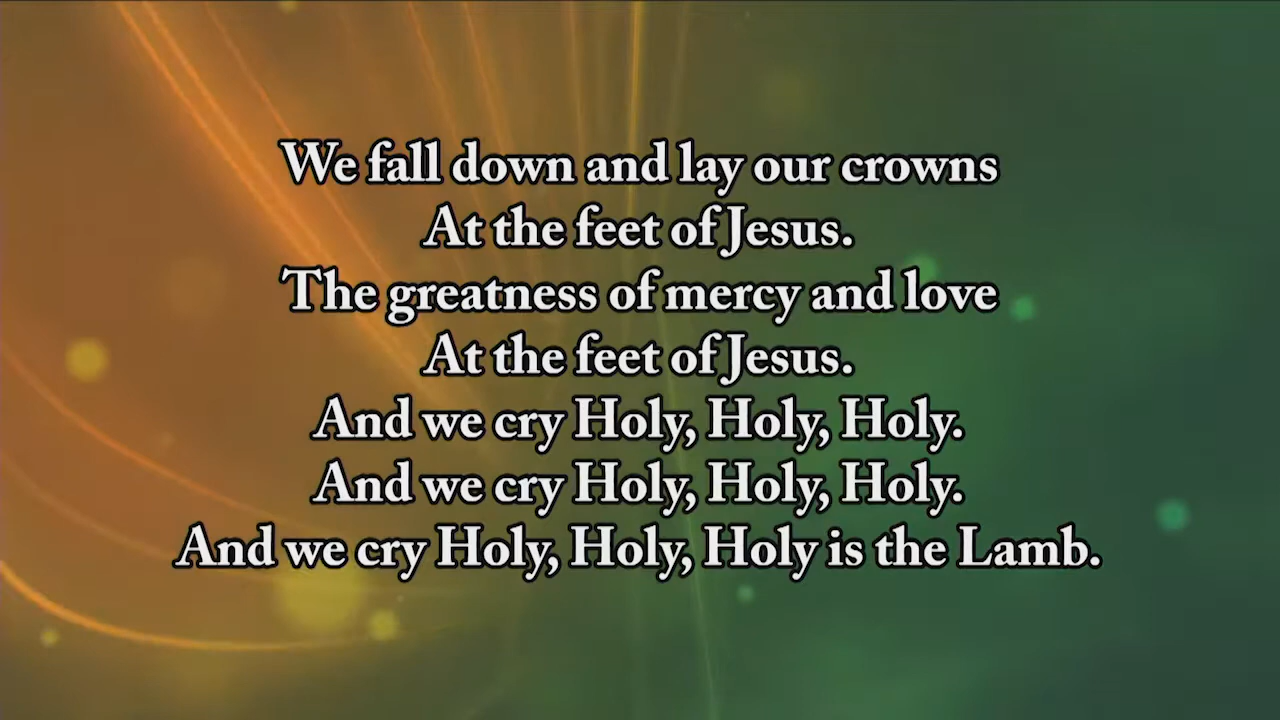 We fall down and lay our crowns
At the feet of Jesus.
The greatness of mercy and love
At the feet of Jesus.
And we cry Holy, Holy, Holy.
And we cry Holy, Holy, Holy.
And we cry Holy, Holy, Holy is the Lamb.